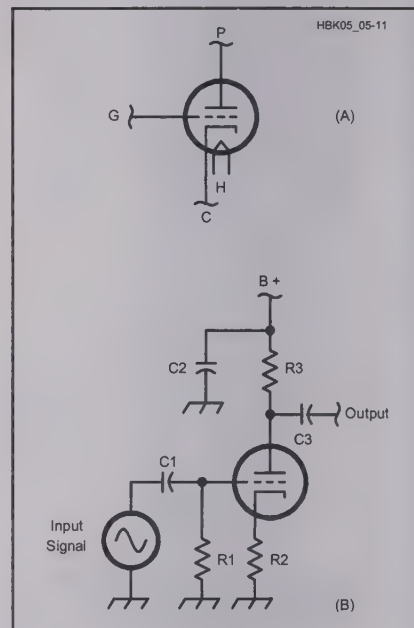 HBK05_05-11
P
G
(A)
H
C
B +
C2
R3
Output
C3
C1
Input
Signal
R1
R2
(B)